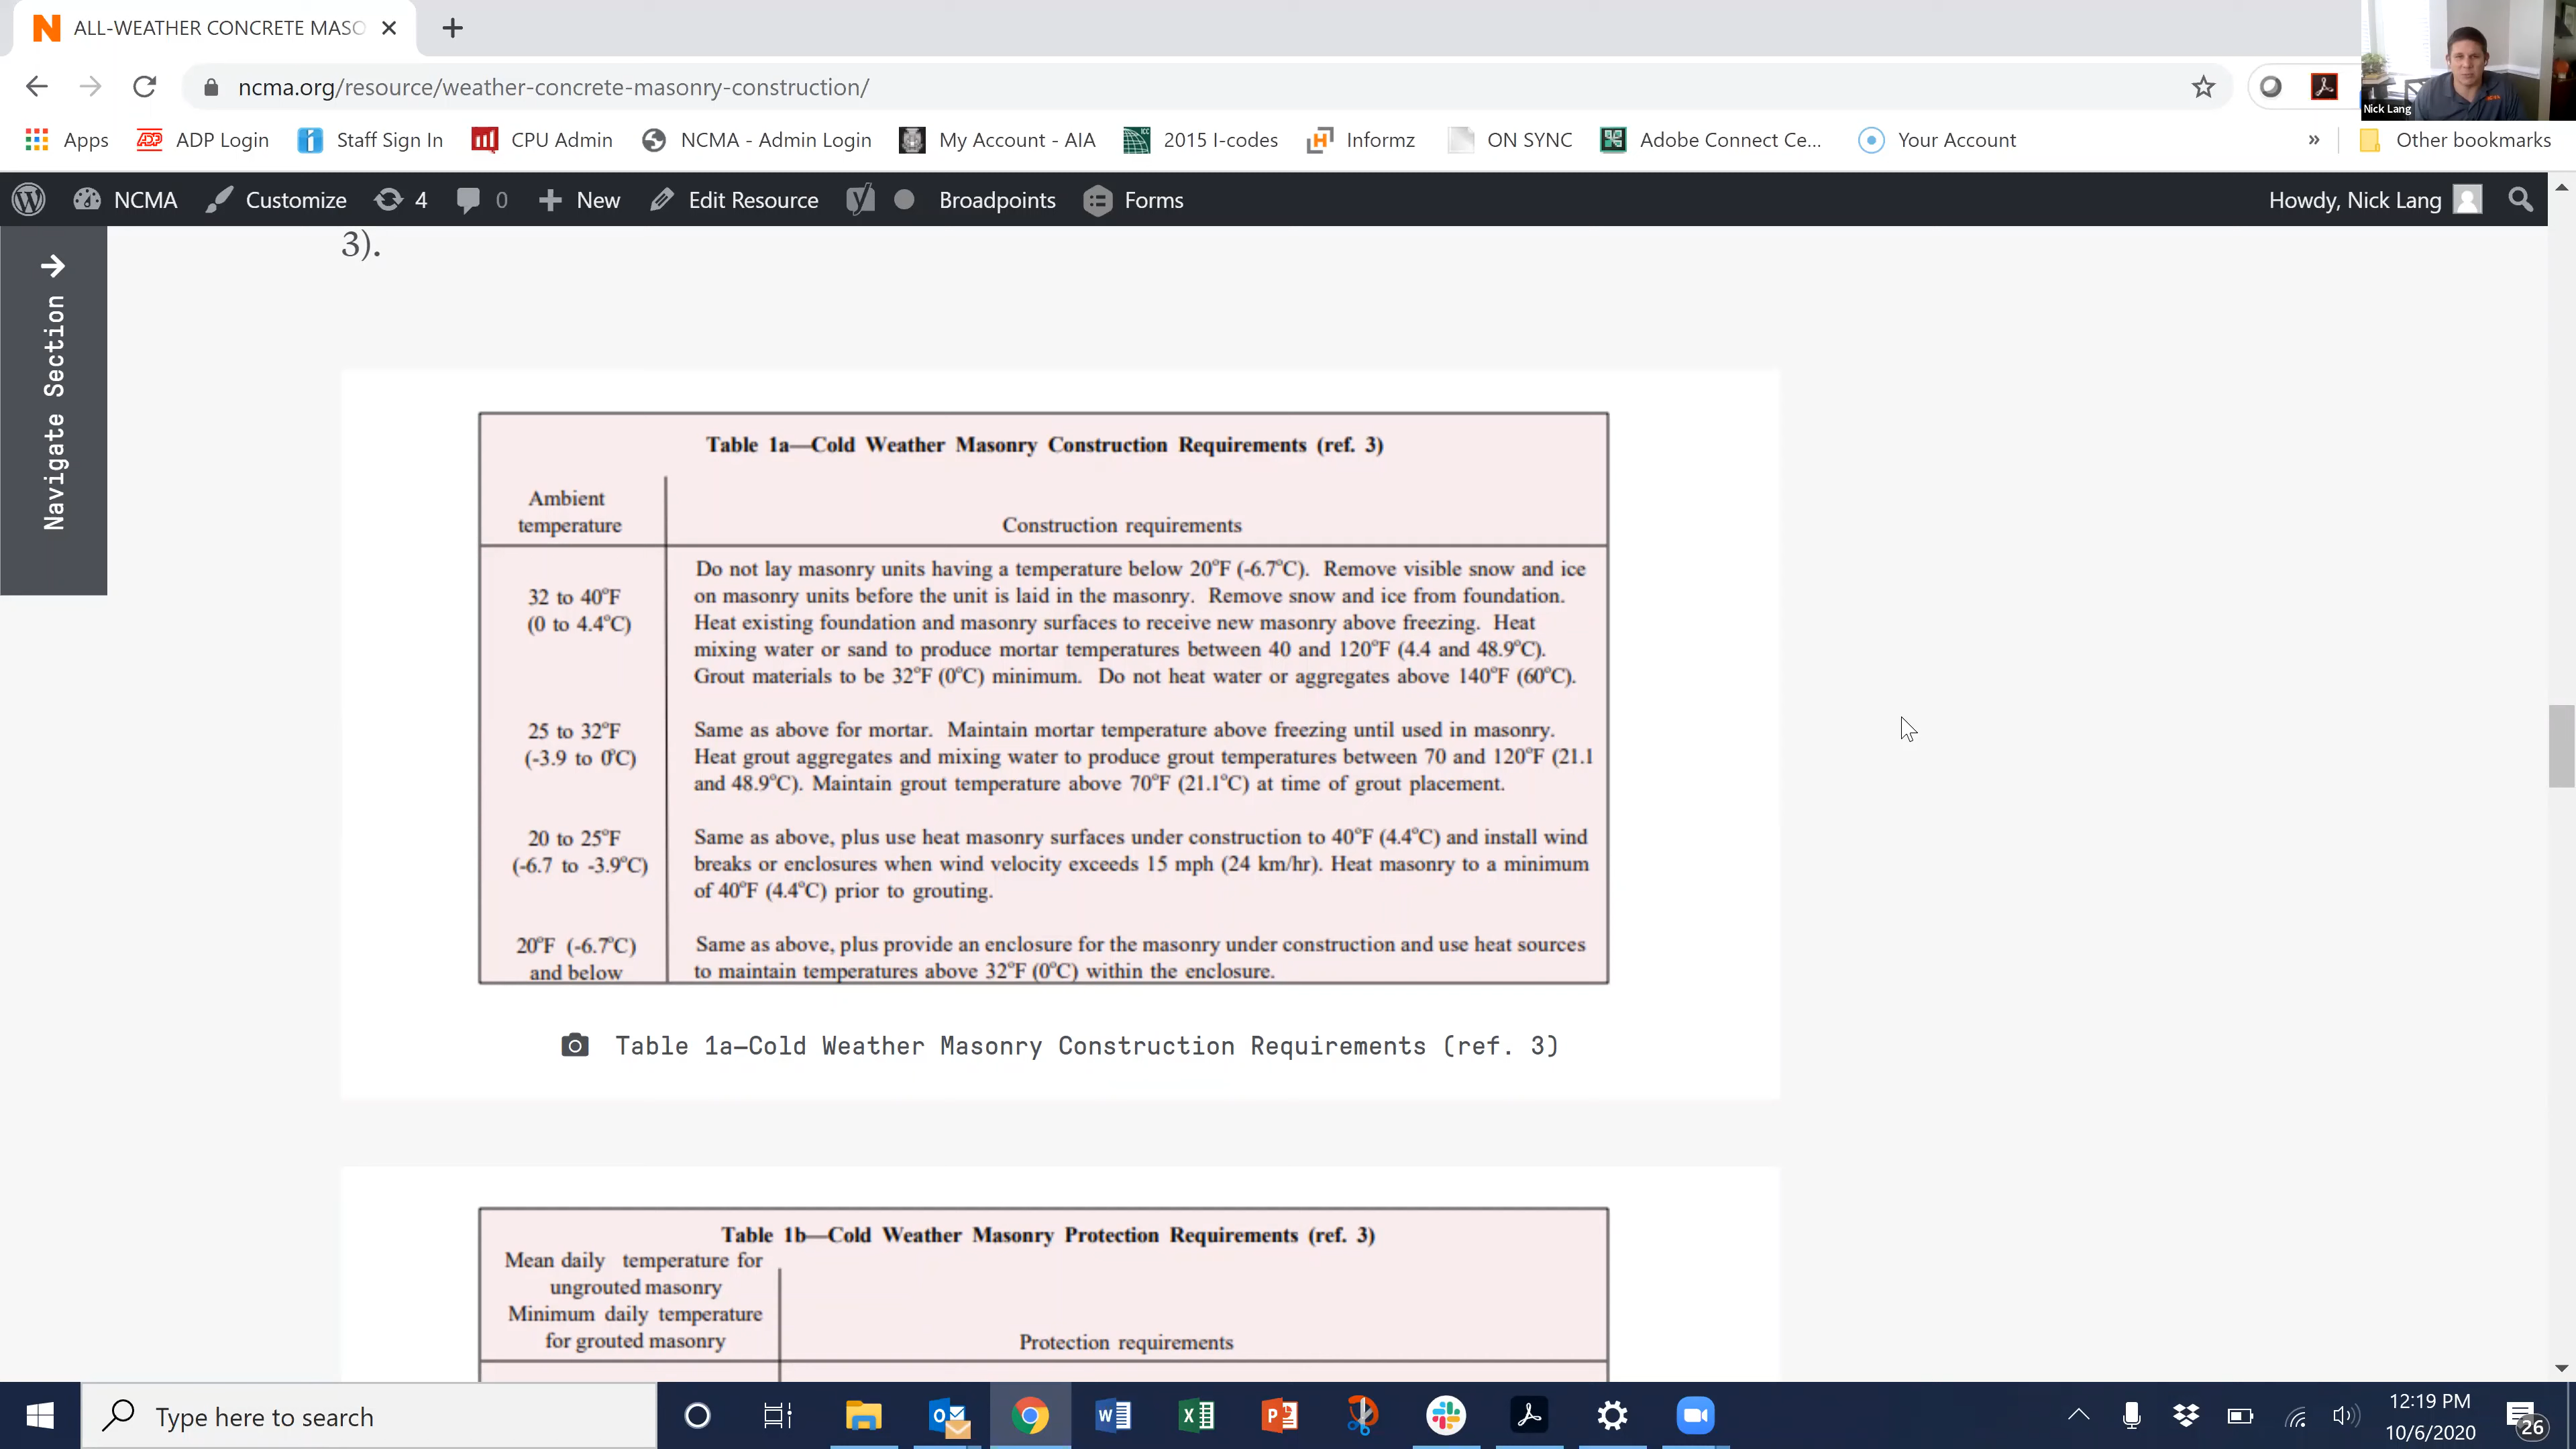 ALL-WEATHER CONCRETE MASO
ncma.org/resource/weather-concrete-masonry-construction/
Nick Lang
Apps ADP Login Staff Sign In CPU Admin NCMA - Admin Login My Account - AIA 2015 I-codes Informz ON SYNC Adobe Connect Ce... Your Account » Other bookmarks
NCMA Customize 4 0 New Edit Resource Broadpoints Forms Howdy, Nick Lang
Navigate Section
3).
Table 1a—Cold Weather Masonry Construction Requirements (ref. 3)
Ambient
temperature Construction requirements
Do not lay masonry units having a temperature below 20°F (-6.7°C). Remove visible snow and ice
32 to 40°F on masonry units before the unit is laid in the masonry. Remove snow and ice from foundation.
(0 to 4.4°C) Heat existing foundation and masonry surfaces to receive new masonry above freezing. Heat
mixing water or sand to produce mortar temperatures between 40 and 120°F (4.4 and 48.9°C).
Grout materials to be 32°F (0°C) minimum. Do not heat water or aggregates above 140°F (60°C).
25 to 32°F Same as above for mortar. Maintain mortar temperature above freezing until used in masonry.
(-3.9 to 0°C) Heat grout aggregates and mixing water to produce grout temperatures between 70 and 120°F (21.1
and 48.9°C). Maintain grout temperature above 70°F (21.1°C) at time of grout placement.
20 to 25°F Same as above, plus use heat masonry surfaces under construction to 40°F (4.4°C) and install wind
(-6.7 to -3.9°C) breaks or enclosures when wind velocity exceeds 15 mph (24 km/hr). Heat masonry to a minimum
of 40°F (4.4°C) prior to grouting.
20°F (-6.7°C) Same as above, plus provide an enclosure for the masonry under construction and use heat sources
and below to maintain temperatures above 32°F (0°C) within the enclosure.
Table 1a—Cold Weather Masonry Construction Requirements (ref. 3)
Table 1b—Cold Weather Masonry Protection Requirements (ref. 3)
Mean daily temperature for
ungrouted masonry
Minimum daily temperature
for grouted masonry Protection requirements
Type here to search
12:19 PM
10/6/2020
26